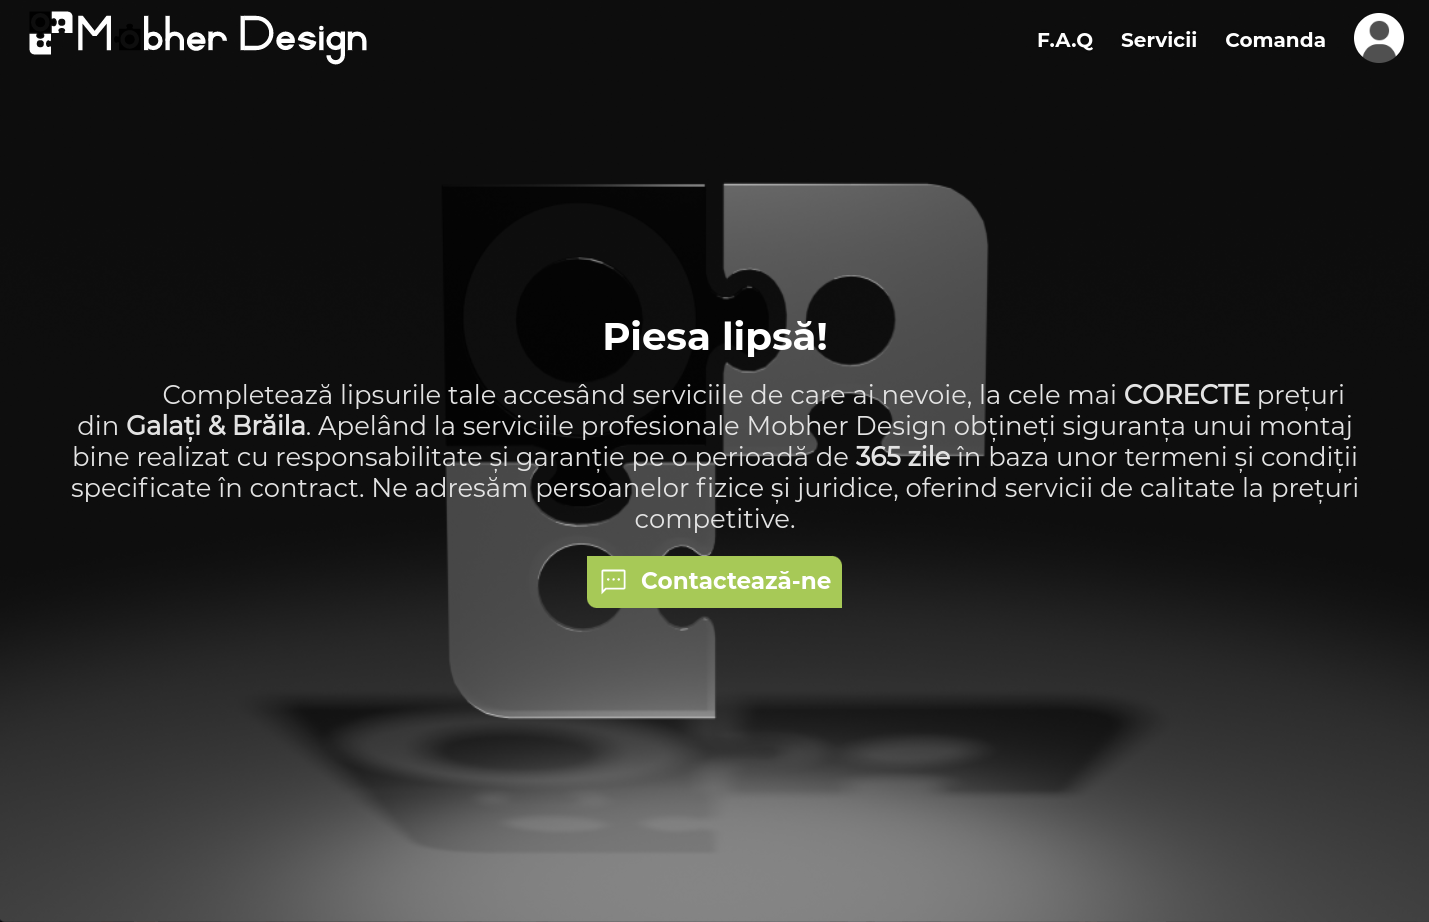 Mobher Design
F.A.Q Servicii Comanda
Piesa lipsă!
Completează lipsurile tale accesând serviciile de care ai nevoie, la cele mai CORECTE prețuri
din Galați & Brăila. Apelând la serviciile profesionale Mobher Design obțineți siguranța unui montaj
bine realizat cu responsabilitate și garanție pe o perioadă de 365 zile în baza unor termeni și condiții
specificate în contract. Ne adresăm persoanelor fizice și juridice, oferind servicii de calitate la prețuri
competitive.
Contactează-ne